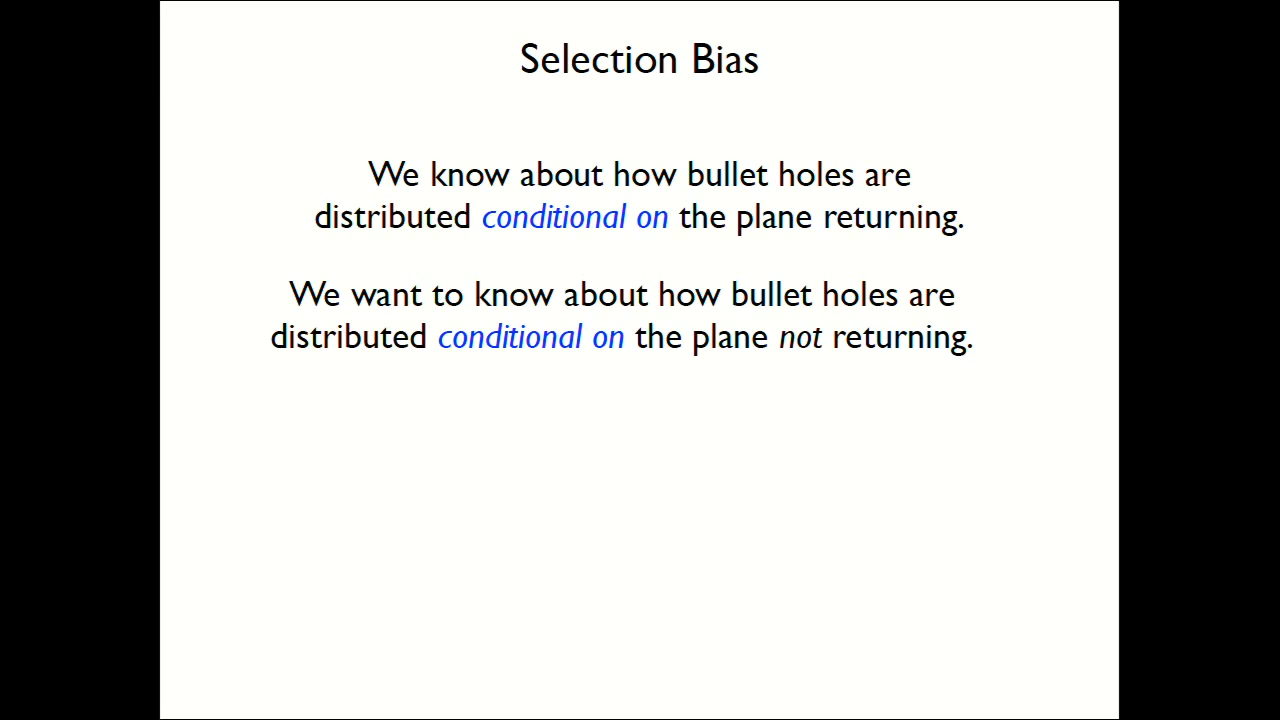 Selection Bias
We know about how bullet holes are
distributed conditional on the plane returning.
We want to know about how bullet holes are
distributed conditional on the plane not returning.